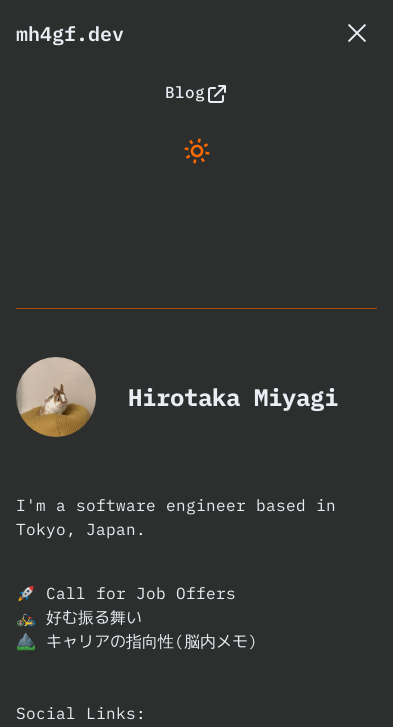 mh4gf.dev
Blog
Hirotaka Miyagi
I'm a software engineer based in
Tokyo, Japan.
🚀 Call for Job Offers
🚲 好む振る舞い
⛰️ キャリアの指向性(脳内メモ)
Social Links: